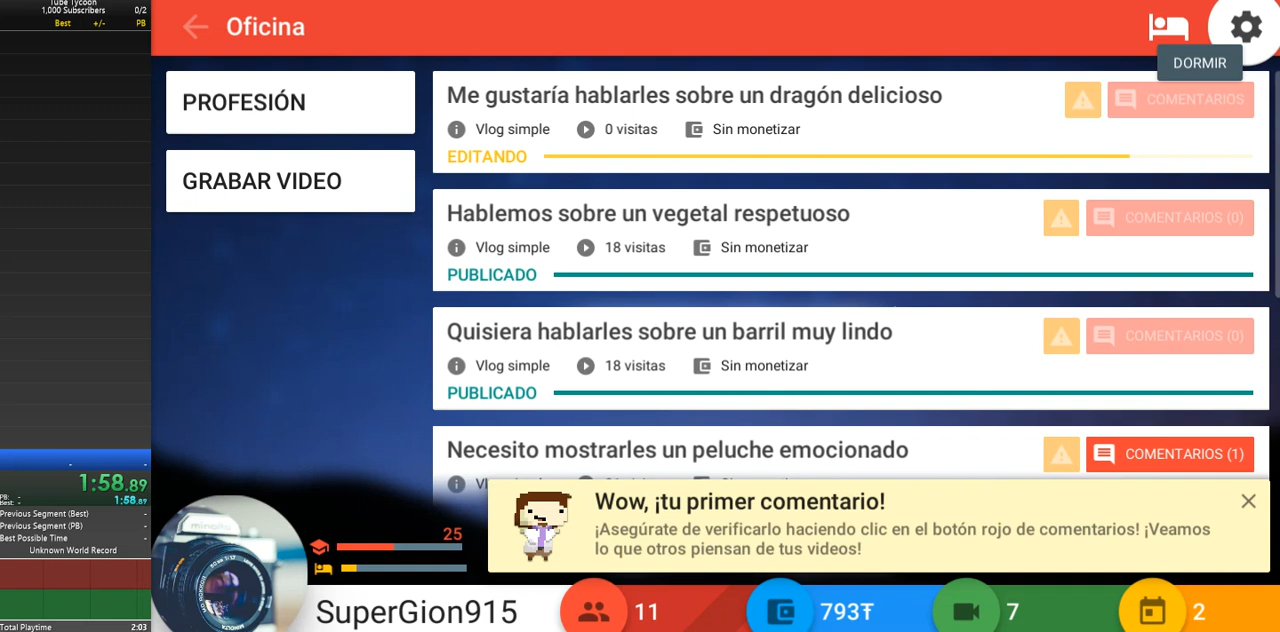 Tube Tycoon
1,000 Subscribers 0/2
Best +/- PB
- -
1:58.89
PB: -
Best: - 1:58.89
Previous Segment (Best) -
Previous Segment (PB) -
Best Possible Time -
Unknown World Record
Total Playtime 2:03
Oficina
DORMIR
PROFESIÓN
GRABAR VIDEO
Me gustaría hablarles sobre un dragón delicioso
COMENTARIOS
Vlog simple 0 visitas Sin monetizar
EDITANDO
Hablemos sobre un vegetal respetuoso
COMENTARIOS (0)
Vlog simple 18 visitas Sin monetizar
PUBLICADO
Quisiera hablarles sobre un barril muy lindo
COMENTARIOS (0)
Vlog simple 18 visitas Sin monetizar
PUBLICADO
Necesito mostrarles un peluche emocionado
COMENTARIOS (1)
Wow, ¡tu primer comentario!
¡Asegúrate de verificarlo haciendo clic en el botón rojo de comentarios! ¡Veamos
lo que otros piensan de tus videos!
minolta
25
SuperGion915 11 793Ŧ 7 2